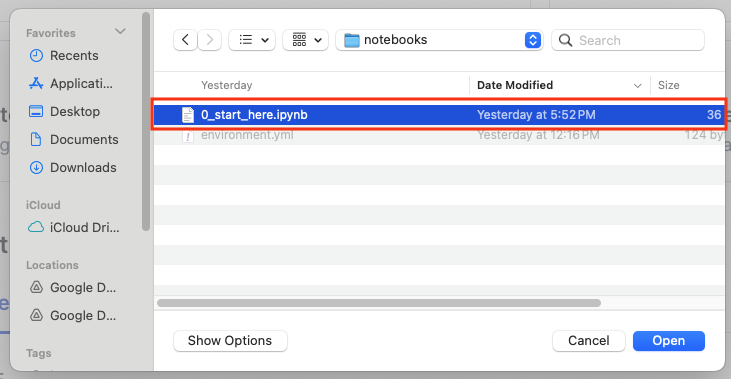 Favorites
Recents
Applicati...
Desktop
Documents
Downloads
iCloud
iCloud Dri...
Locations
Google D...
Google D...
Tags
notebooks
Search
Yesterday
Date Modified
Size
0_start_here.ipynb
Yesterday at 5:52 PM
36
environment.yml
Yesterday at 12:16 PM
124 by
Show Options
Cancel
Open